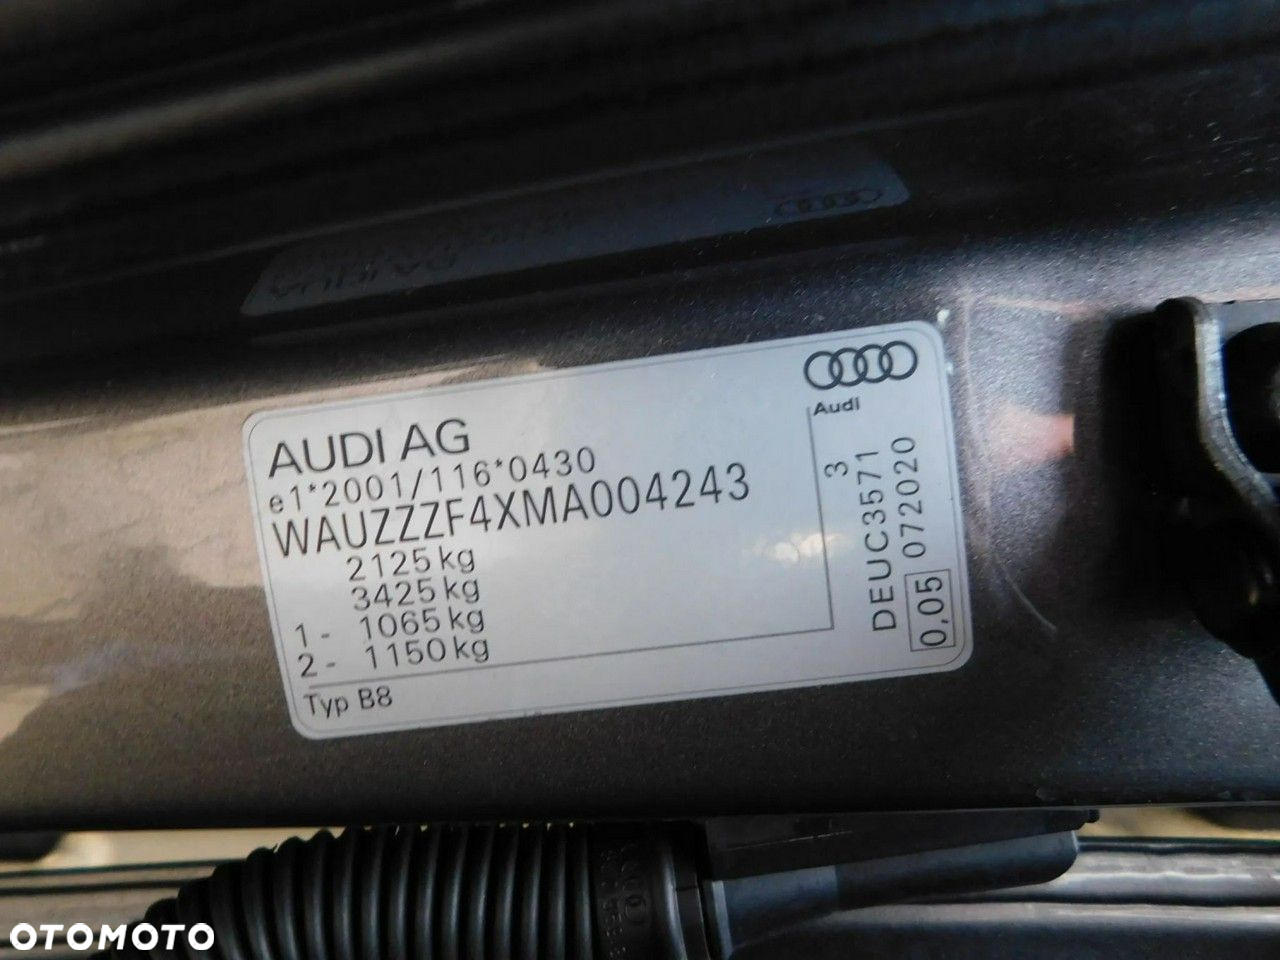 AUDI AG
e1*2001/116*0430
WAUZZZF4XMA004243
2125 kg
3425 kg
1 - 1065 kg
2 - 1150 kg
Typ B8
Audi
3
DEUC3571
0,05 072020
OTOMOTO